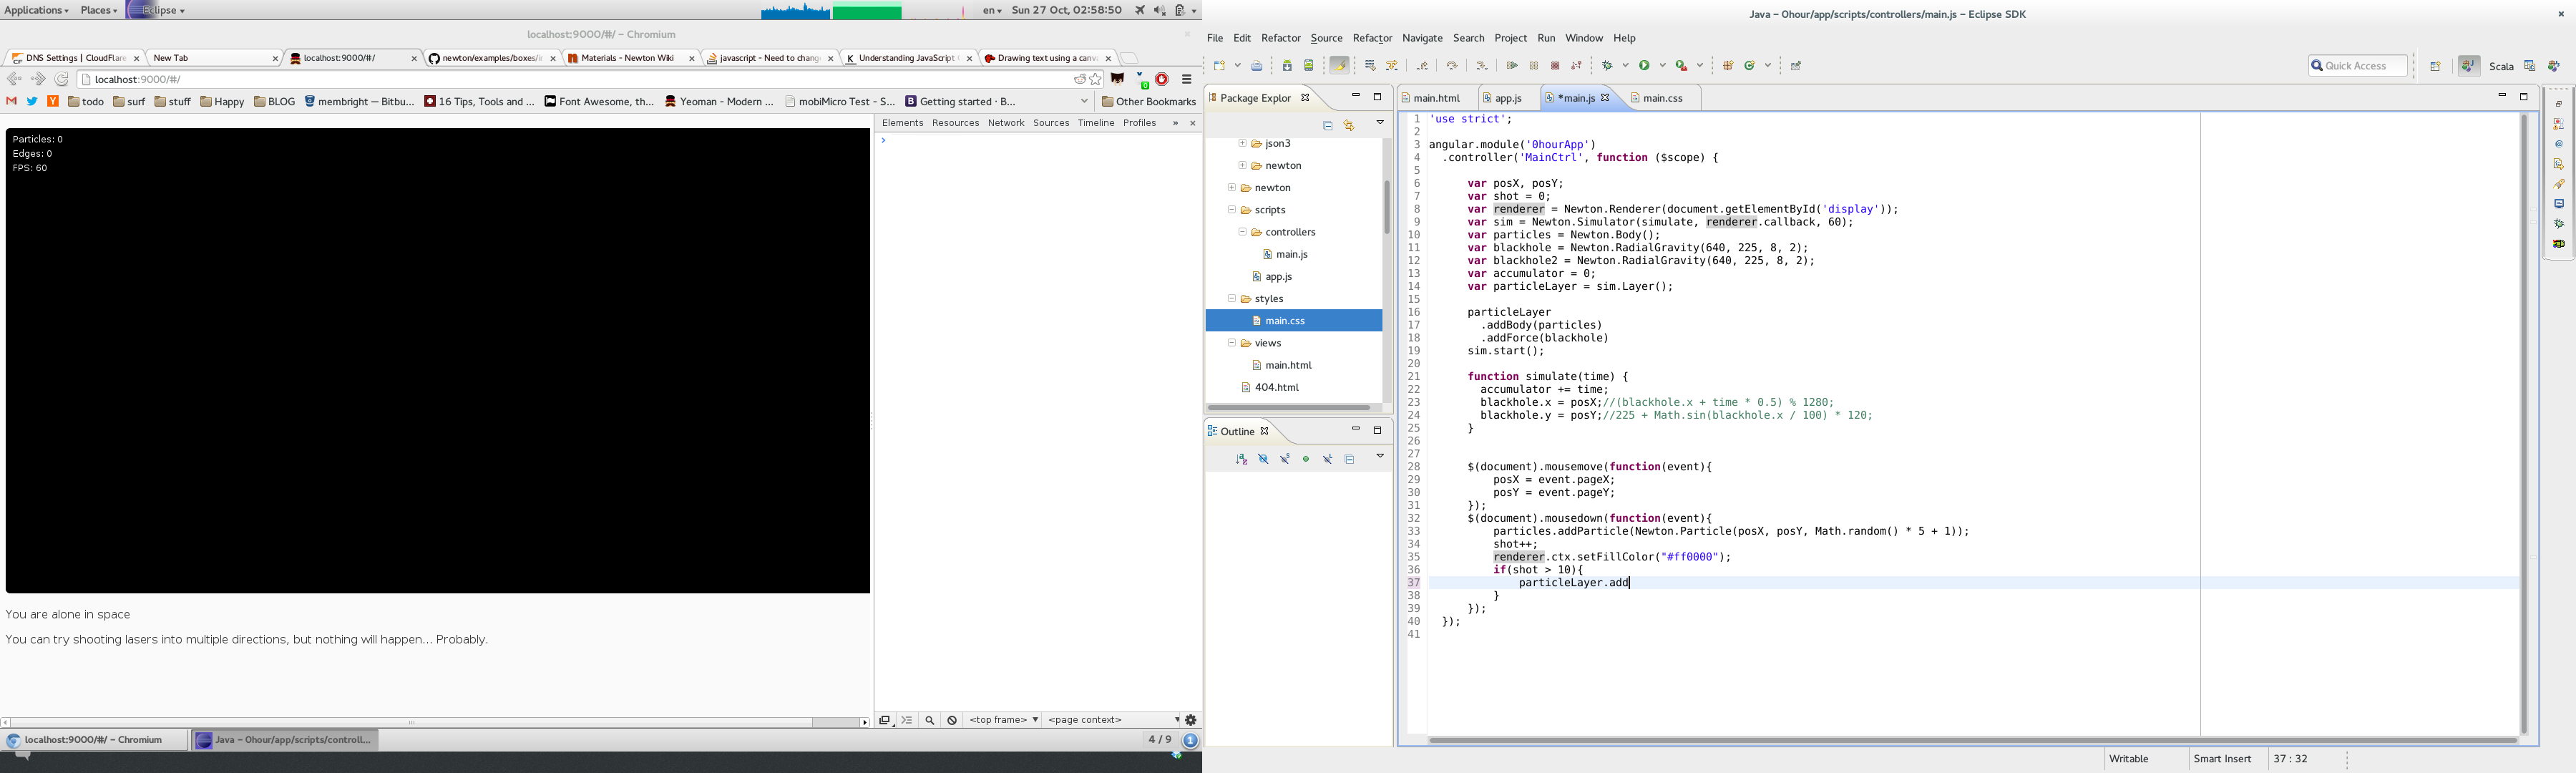 Applications Places Eclipse en Sun 27 Oct, 02:58:50
localhost:9000/#/ – Chromium
DNS Settings | CloudFlare New Tab localhost:9000/#/ newton/examples/boxes/ir Materials - Newton Wiki javascript - Need to chang Understanding JavaScript Drawing text using a canv
localhost:9000/#/
todo surf stuff Happy BLOG membright — Bitbu... 16 Tips, Tools and ... Font Awesome, th... Yeoman - Modern ... mobiMicro Test - S... Getting started · B... Other Bookmarks
Particles: 0
Edges: 0
FPS: 60
You are alone in space
You can try shooting lasers into multiple directions, but nothing will happen... Probably.
Elements Resources Network Sources Timeline Profiles »
<top frame> <page context>
localhost:9000/#/ – Chromium Java – 0hour/app/scripts/controll... 4 / 9 1
Java – 0hour/app/scripts/controllers/main.js – Eclipse SDK
File Edit Refactor Source Refactor Navigate Search Project Run Window Help
Quick Access Scala
Package Explor
json3
newton
newton
scripts
controllers
main.js
app.js
styles
main.css
views
main.html
404.html
Outline
main.html app.js *main.js main.css
1 'use strict';
2
3 angular.module('0hourApp')
4 .controller('MainCtrl', function ($scope) {
5
6 var posX, posY;
7 var shot = 0;
8 var renderer = Newton.Renderer(document.getElementById('display'));
9 var sim = Newton.Simulator(simulate, renderer.callback, 60);
10 var particles = Newton.Body();
11 var blackhole = Newton.RadialGravity(640, 225, 8, 2);
12 var blackhole2 = Newton.RadialGravity(640, 225, 8, 2);
13 var accumulator = 0;
14 var particleLayer = sim.Layer();
15
16 particleLayer
17 .addBody(particles)
18 .addForce(blackhole)
19 sim.start();
20
21 function simulate(time) {
22 accumulator += time;
23 blackhole.x = posX;//(blackhole.x + time * 0.5) % 1280;
24 blackhole.y = posY;//225 + Math.sin(blackhole.x / 100) * 120;
25 }
26
27
28 $(document).mousemove(function(event){
29 posX = event.pageX;
30 posY = event.pageY;
31 });
32 $(document).mousedown(function(event){
33 particles.addParticle(Newton.Particle(posX, posY, Math.random() * 5 + 1));
34 shot++;
35 renderer.ctx.setFillColor("#ff0000");
36 if(shot > 10){
37 particleLayer.add
38 }
39 });
40 });
41
Writable Smart Insert 37 : 32